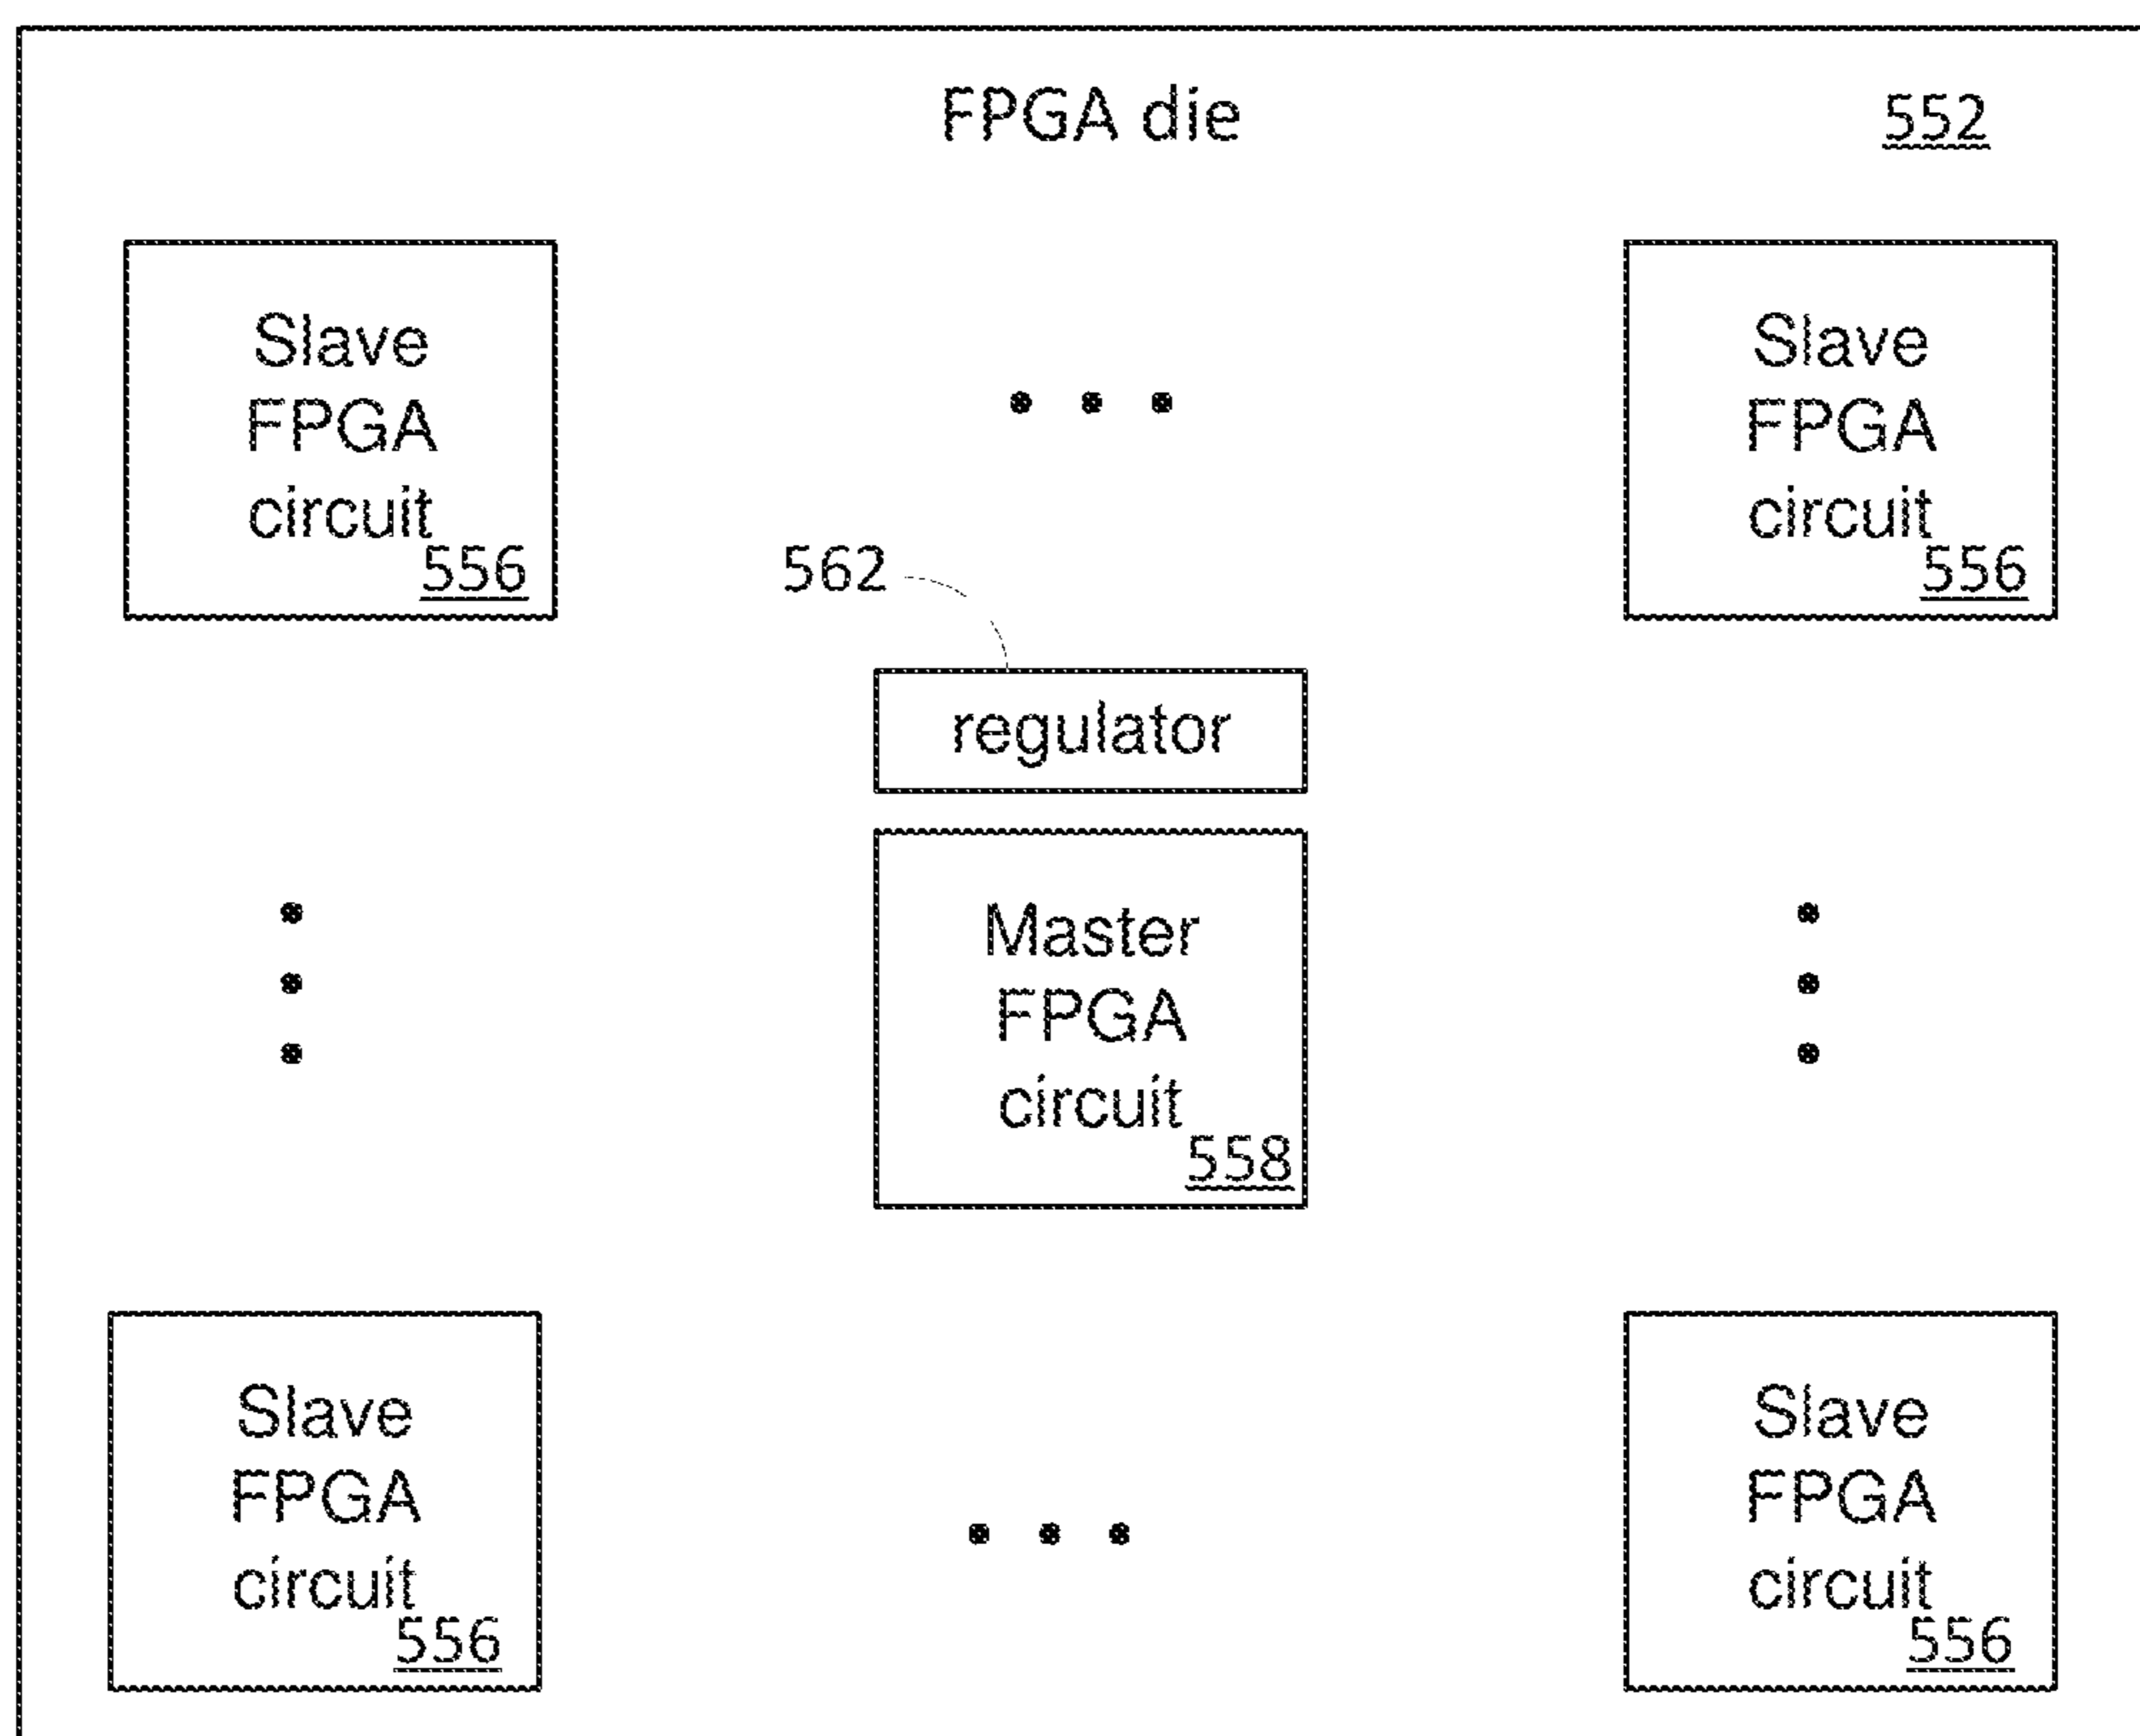 FPGA die
552
Slave
FPGA
circuit
556
Slave
FPGA
circuit
556
562
regulator
Master
FPGA
circuit
558
Slave
FPGA
circuit
556
Slave
FPGA
circuit
556